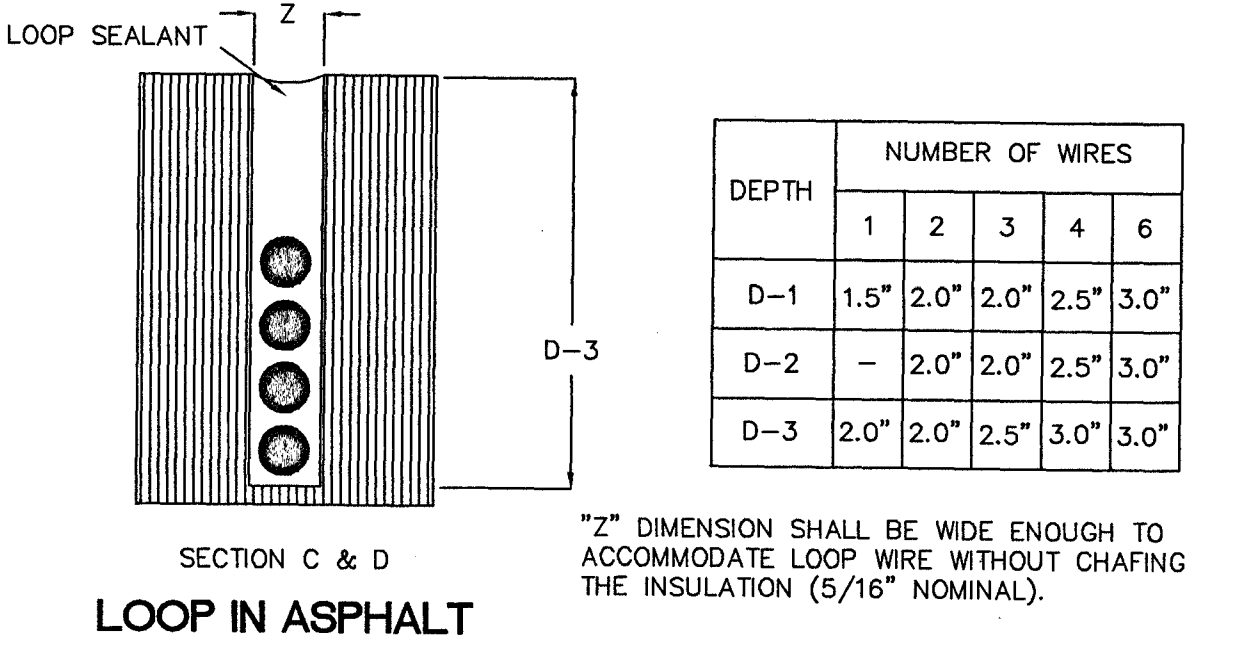 Z
LOOP SEALANT
D-3
SECTION C & D
LOOP IN ASPHALT
DEPTH
NUMBER OF WIRES
1 2 3 4 6
D-1 1.5" 2.0" 2.0" 2.5" 3.0"
D-2 - 2.0" 2.0" 2.5" 3.0"
D-3 2.0" 2.0" 2.5" 3.0" 3.0"
"Z" DIMENSION SHALL BE WIDE ENOUGH TO
ACCOMMODATE LOOP WIRE WITHOUT CHAFING
THE INSULATION (5/16" NOMINAL).